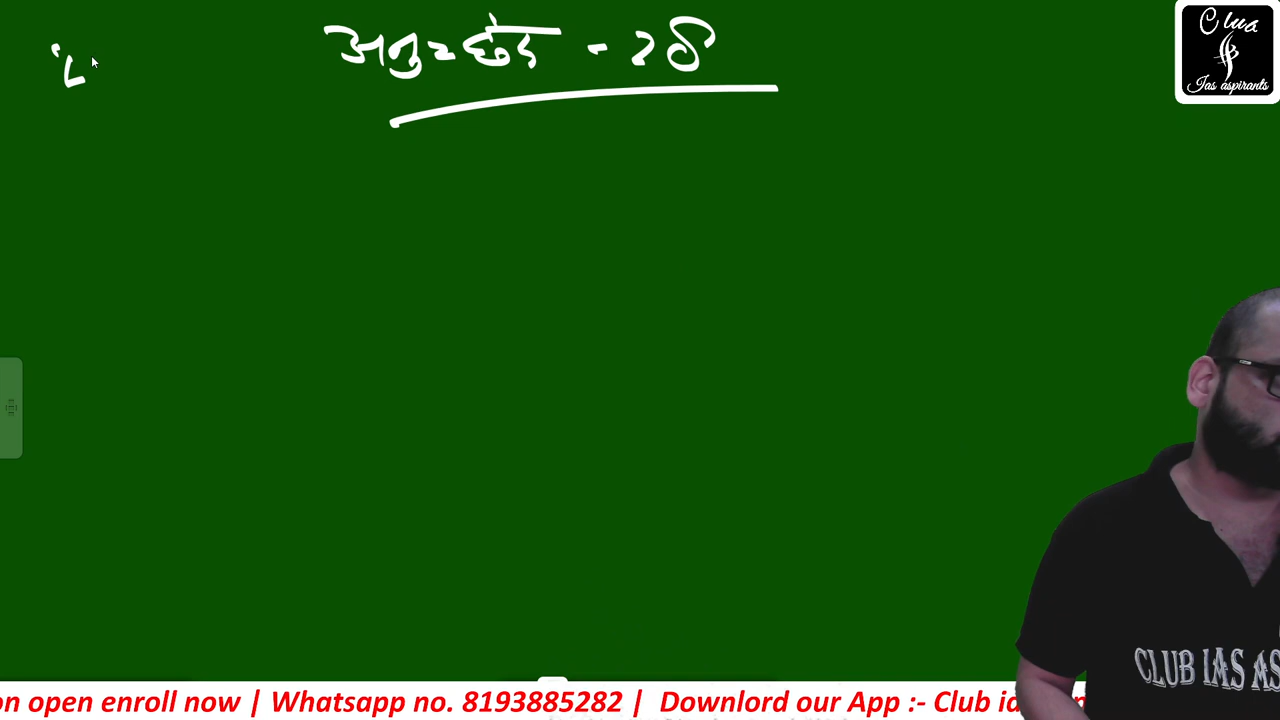 अनुच्छेद - 28
Club
Ias aspirants
CLUB IAS AS
on open enroll now | Whatsapp no. 8193885282 | Downlord our App :- Club ia